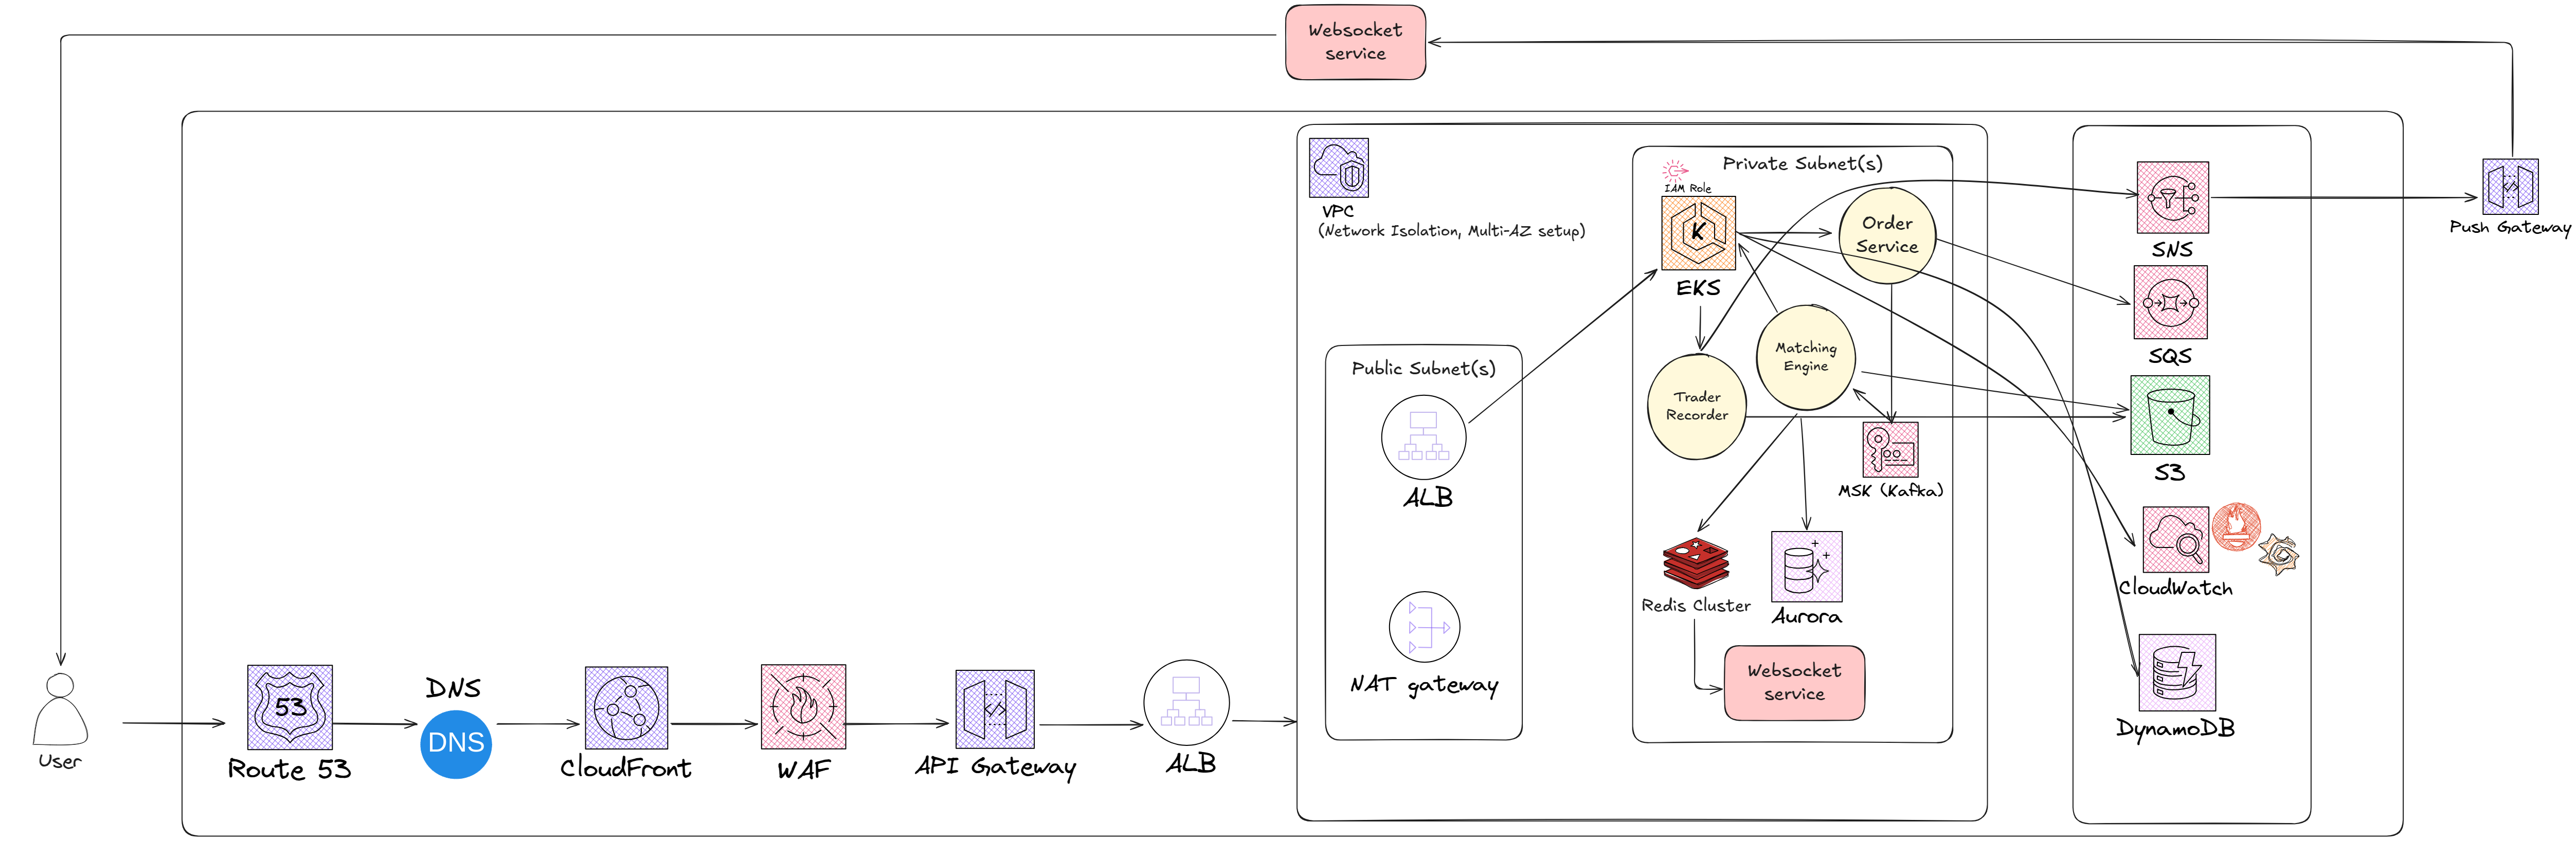 Websocket
service
VPC
(Network Isolation, Multi-AZ setup)
Private Subnet(s)
IAM Role
K
EKS
Order
Service
SNS
Push Gateway
SQS
Public Subnet(s)
ALB
Matching
Engine
Trader
Recorder
MSK (Kafka)
S3
Redis Cluster
Aurora
CloudWatch
NAT gateway
Websocket
service
DynamoDB
User
53
Route 53
DNS
DNS
CloudFront
WAF
API Gateway
ALB